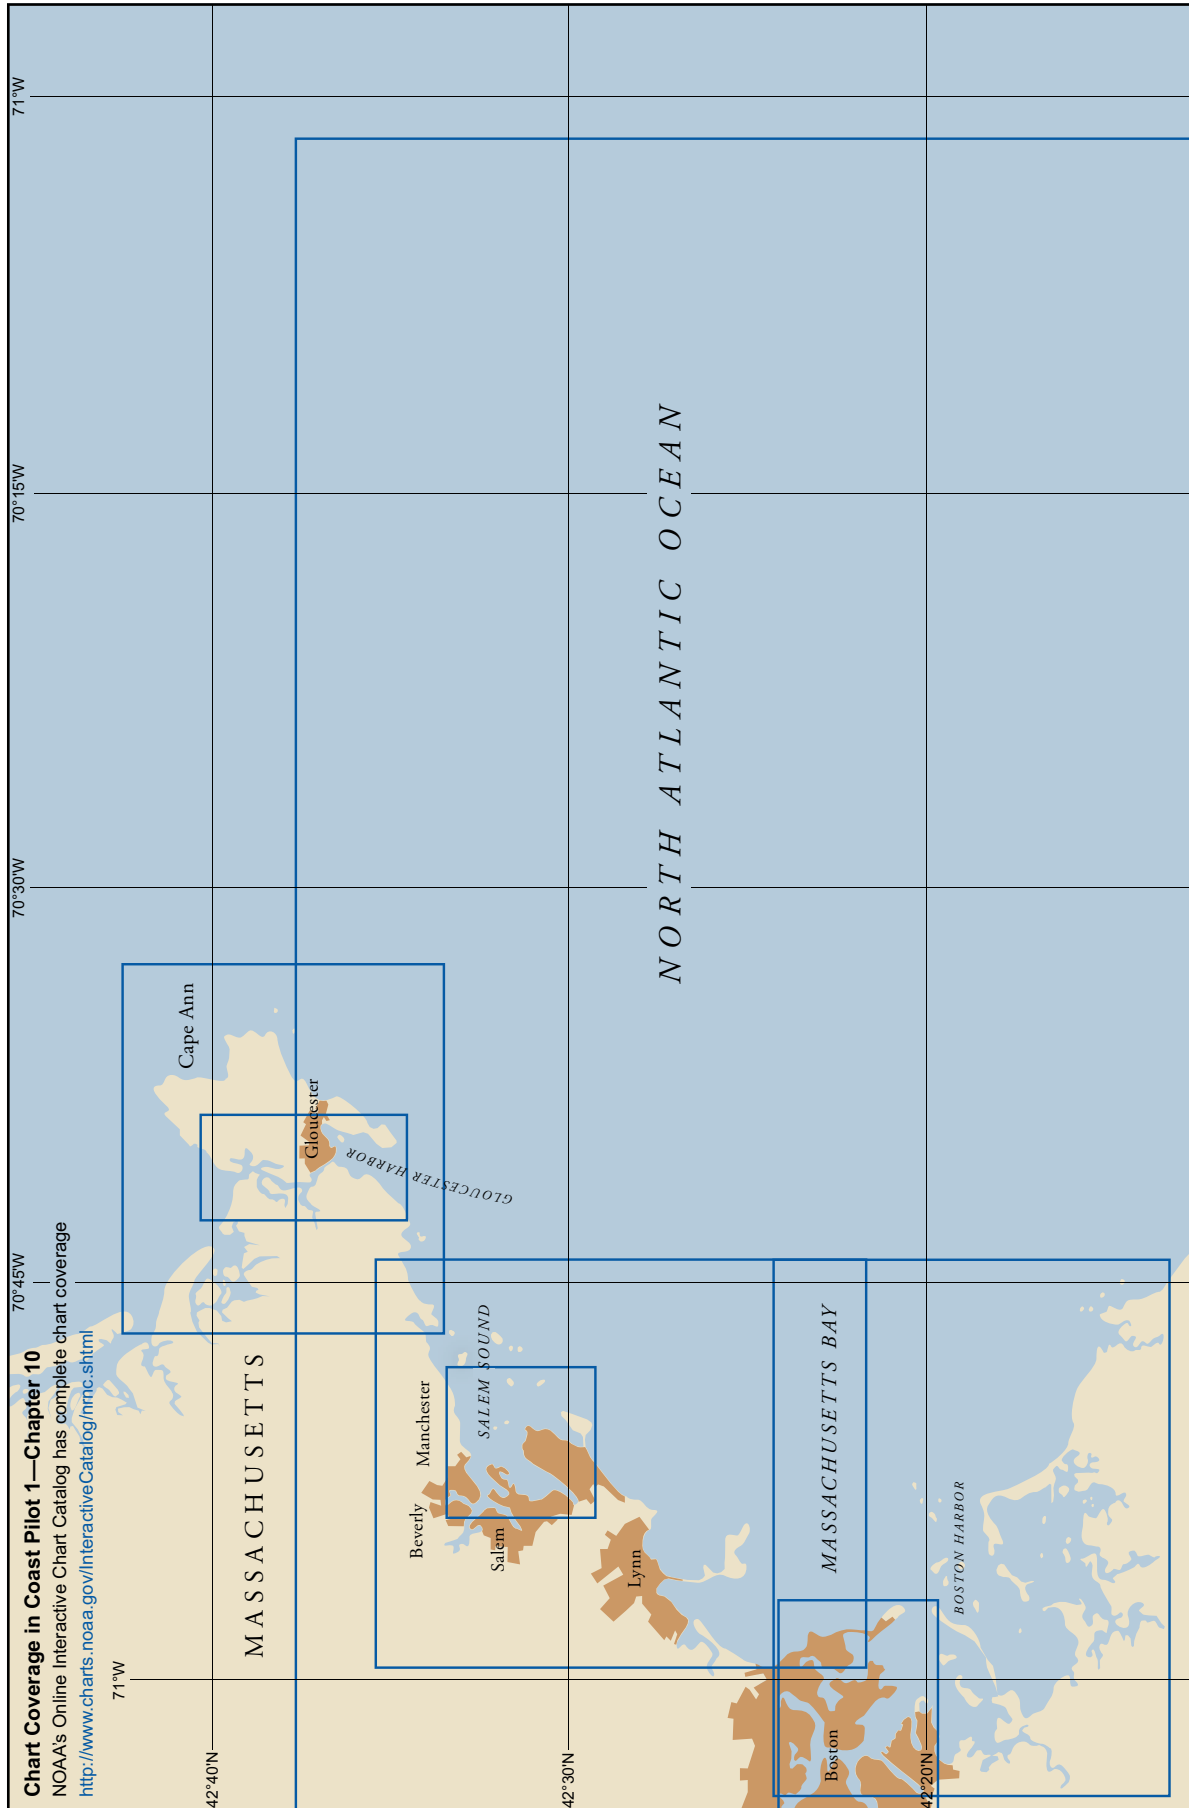 Chart Coverage in Coast Pilot 1—Chapter 10
NOAA's Online Interactive Chart Catalog has complete chart coverage
http://www.charts.noaa.gov/InteractiveCatalog/nrnc.shtml
71°W
70°45'W
70°30'W
70°15'W
71°W
42°40'N
42°30'N
42°20'N
Cape Ann
MASSACHUSETTS
Gloucester
GLOUCESTER HARBOR
Manchester
Beverly
SALEM SOUND
Salem
Lynn
NORTH ATLANTIC OCEAN
MASSACHUSETTS BAY
Boston
BOSTON HARBOR